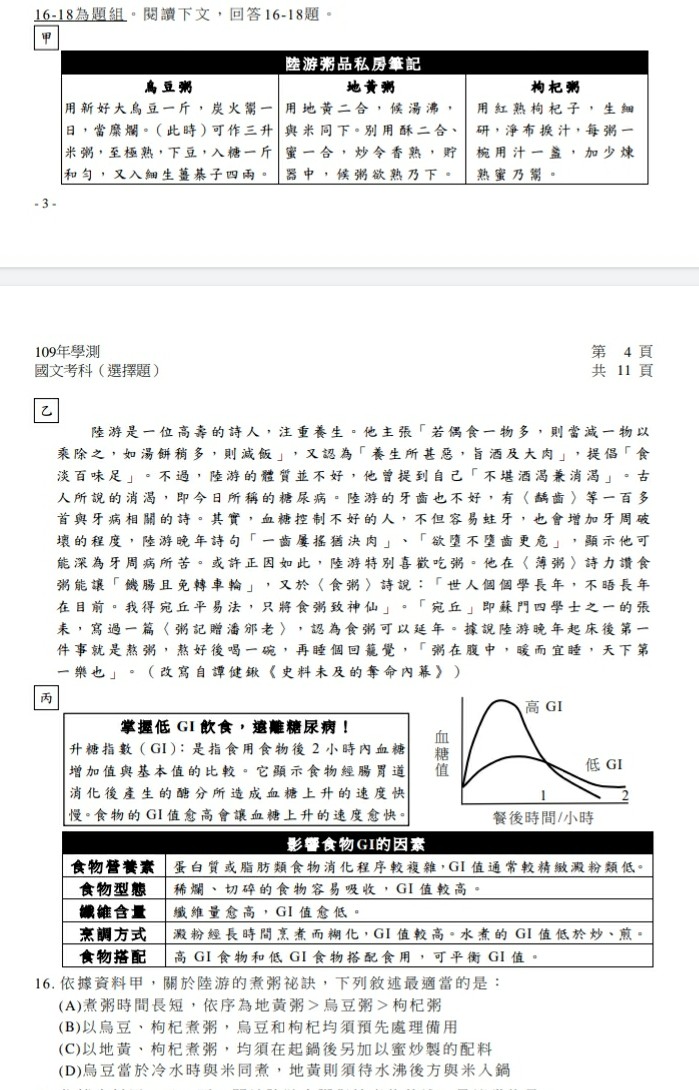 16-18為題組。閱讀下文，回答16-18題。
甲
陸游粥品私房筆記
烏豆粥
用新好大烏豆一斤，炭火鬻一
日，當糜爛。（此時）可作三升
米粥，至極熟，下豆，入糖一斤
和勻，又入細生薑棊子四兩。
地黃粥
用地黃二合，候湯沸，
與米同下。別用酥二合、
蜜一合，炒令香熟，貯
器中，候粥欲熟乃下。
枸杞粥
用紅熟枸杞子，生細
研，淨布捩汁，每粥一
椀用汁一盞，加少煉
熟蜜乃鬻。
- 3 -
109年學測
國文考科（選擇題）
第 4 頁
共 11 頁
乙
陸游是一位高壽的詩人，注重養生。他主張「若偶食一物多，則當減一物以
乘除之，如湯餅稍多，則減飯」，又認為「養生所甚惡，旨酒及大肉」，提倡「食
淡百味足」。不過，陸游的體質並不好，他曾提到自己「不堪酒渴兼消渴」。古
人所說的消渴，即今日所稱的糖尿病。陸游的牙齒也不好，有〈齲齒〉等一百多
首與牙病相關的詩。其實，血糖控制不好的人，不但容易蛀牙，也會增加牙周破
壞的程度，陸游晚年詩句「一齒屢搖猶決肉」、「欲墮不墮齒更危」，顯示他可
能深為牙周病所苦。或許正因如此，陸游特別喜歡吃粥。他在〈薄粥〉詩力讚食
粥能讓「饑腸且免轉車輪」，又於〈食粥〉詩說：「世人個個學長年，不晤長年
在目前。我得宛丘平易法，只將食粥致神仙」。「宛丘」即蘇門四學士之一的張
耒，寫過一篇〈粥記贈潘邠老〉，認為食粥可以延年。據說陸游晚年起床後第一
件事就是熬粥，熬好後喝一碗，再睡個回籠覺，「粥在腹中，暖而宜睡，天下第
一樂也」。（改寫自譚健鍬《史料未及的奪命內幕》）
丙
掌握低 GI 飲食，遠離糖尿病！
升糖指數（GI）：是指食用食物後 2 小時內血糖
增加值與基本值的比較。它顯示食物經腸胃道
消化後產生的醣分所造成血糖上升的速度快
慢。食物的 GI 值愈高會讓血糖上升的速度愈快。
血糖值
高 GI
低 GI
1 2
餐後時間/小時
影響食物GI的因素
食物營養素 蛋白質或脂肪類食物消化程序較複雜，GI 值通常較精緻澱粉類低。
食物型態 稀爛、切碎的食物容易吸收，GI 值較高。
纖維含量 纖維量愈高，GI 值愈低。
烹調方式 澱粉經長時間烹煮而糊化，GI 值較高。水煮的 GI 值低於炒、煎。
食物搭配 高 GI 食物和低 GI 食物搭配食用，可平衡 GI 值。
16. 依據資料甲，關於陸游的煮粥祕訣，下列敘述最適當的是：
(A)煮粥時間長短，依序為地黃粥＞烏豆粥＞枸杞粥
(B)以烏豆、枸杞煮粥，烏豆和枸杞均須預先處理備用
(C)以地黃、枸杞煮粥，均須在起鍋後另加以蜜炒製的配料
(D)烏豆當於冷水時與米同煮，地黃則須待水沸後方與米入鍋